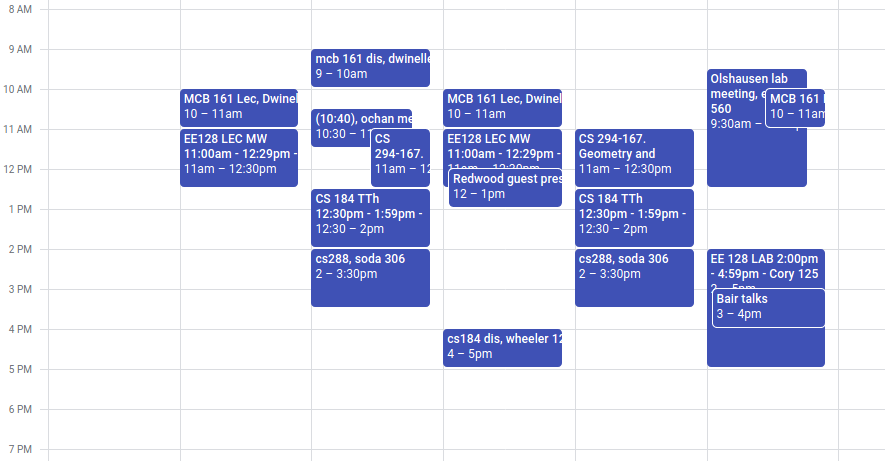 8 AM
9 AM
10 AM
11 AM
12 PM
1 PM
2 PM
3 PM
4 PM
5 PM
6 PM
7 PM
MCB 161 Lec, Dwinel
10 – 11am
EE128 LEC MW
11:00am - 12:29pm -
11am – 12:30pm
mcb 161 dis, dwinelle
9 – 10am
(10:40), ochan me
10:30 – 11
CS
294-167.
11am – 12
CS 184 TTh
12:30pm - 1:59pm -
12:30 – 2pm
cs288, soda 306
2 – 3:30pm
MCB 161 Lec, Dwinel
10 – 11am
EE128 LEC MW
11:00am - 12:29pm -
11am – 12:30pm
Redwood guest pres
12 – 1pm
cs184 dis, wheeler 12
4 – 5pm
CS 294-167.
Geometry and
11am – 12:30pm
CS 184 TTh
12:30pm - 1:59pm -
12:30 – 2pm
cs288, soda 306
2 – 3:30pm
Olshausen lab
meeting, e
560
9:30am –
MCB 161
10 – 11am
EE 128 LAB 2:00pm
- 4:59pm - Cory 125
2 – 5pm
Bair talks
3 – 4pm